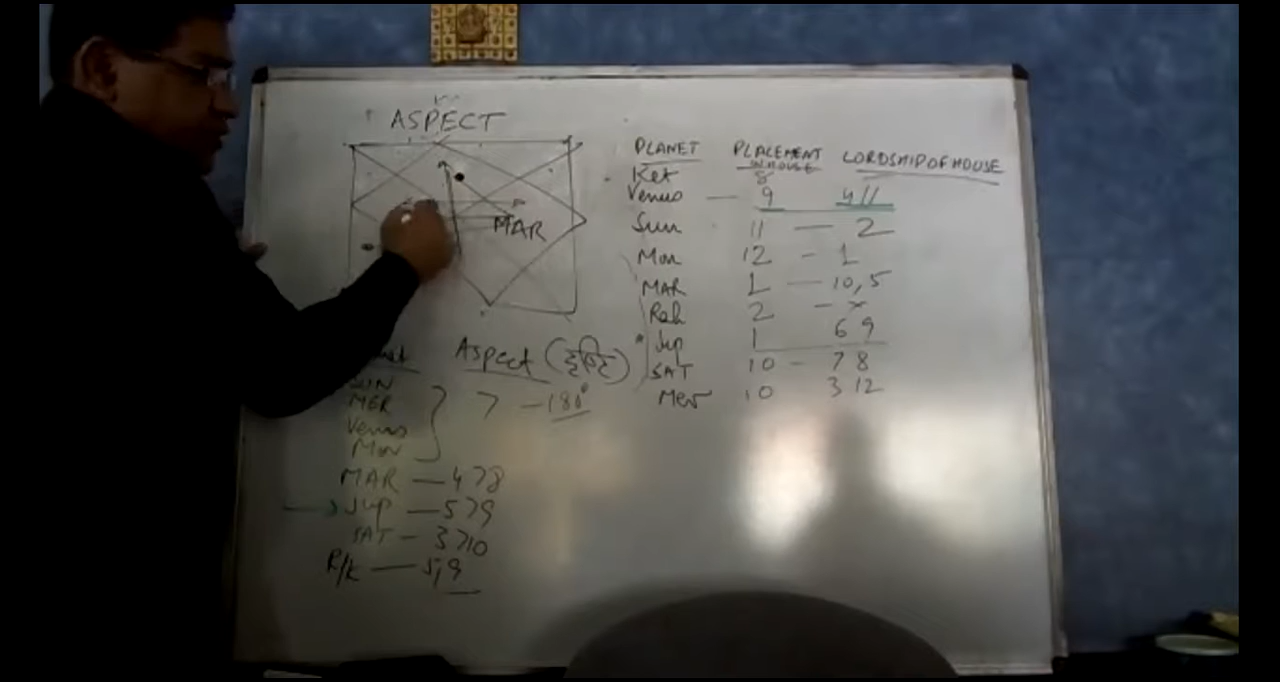 ASPECT
MAR
PLANET PLACEMENT LORDSHIP OF HOUSE
IN HOUSE
Ket 8
Venus — 9 4 11
Sun 11 — 2
Mon 12 - 1
MAR 1 — 10, 5
Rah 2 - ×
Jup 1 6 9
SAT 10 - 7 8
Mer 10 3 12
Aspect (दृष्टि)
SUN
MER
Venus
Mon
7 - 180°
MAR — 4 7 8
→ Jup — 5 7 9
SAT - 3 7 10
R/K — 5, 9